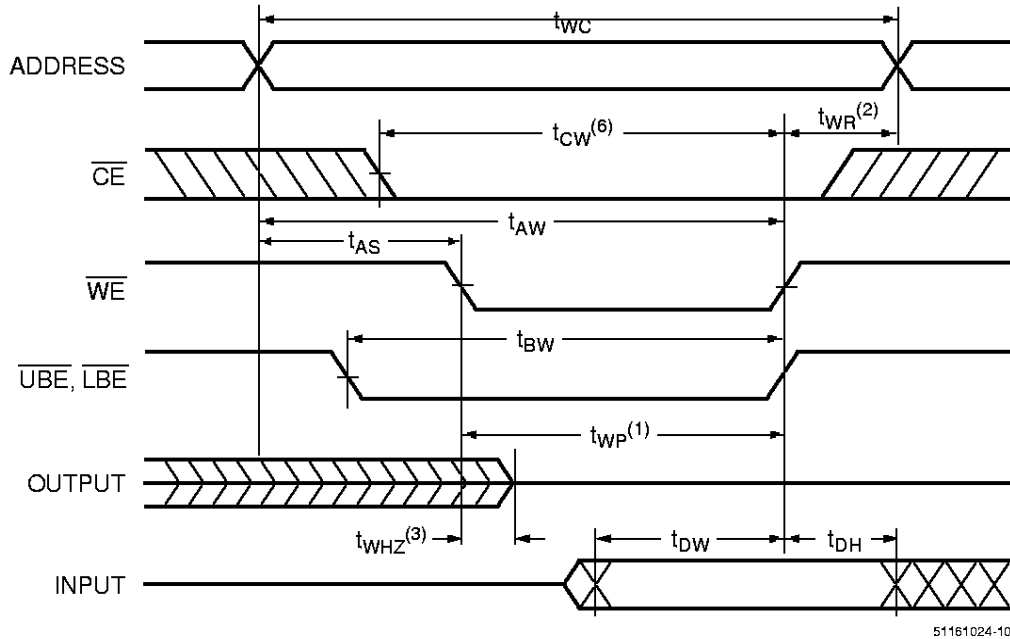 tWC
ADDRESS
tCW(6)
tWR(2)
CE
tAW
tAS
WE
tBW
UBE, LBE
tWP(1)
OUTPUT
tWHZ(3)
tDW
tDH
INPUT
51161024-10